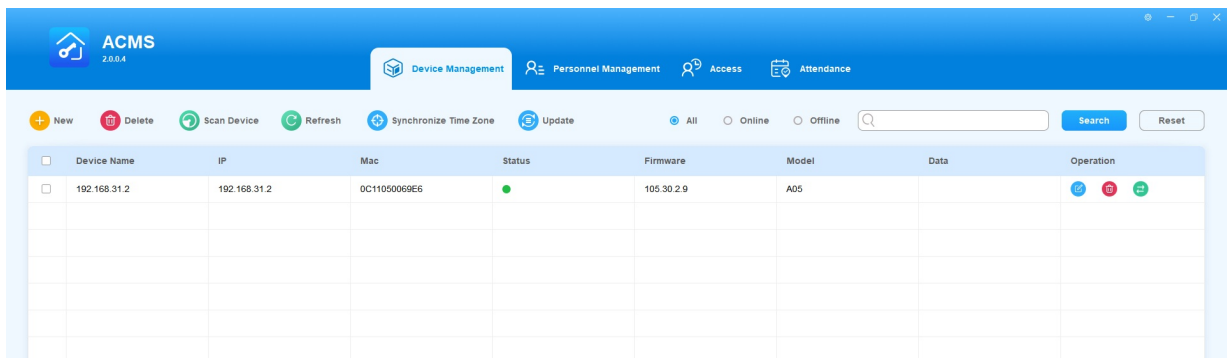 ACMS
2.0.0.4
Device Management Personnel Management Access Attendance
New Delete Scan Device Refresh Synchronize Time Zone Update All Online Offline Search Reset
Device Name IP Mac Status Firmware Model Data Operation
192.168.31.2 192.168.31.2 0C11050069E6 105.30.2.9 A05